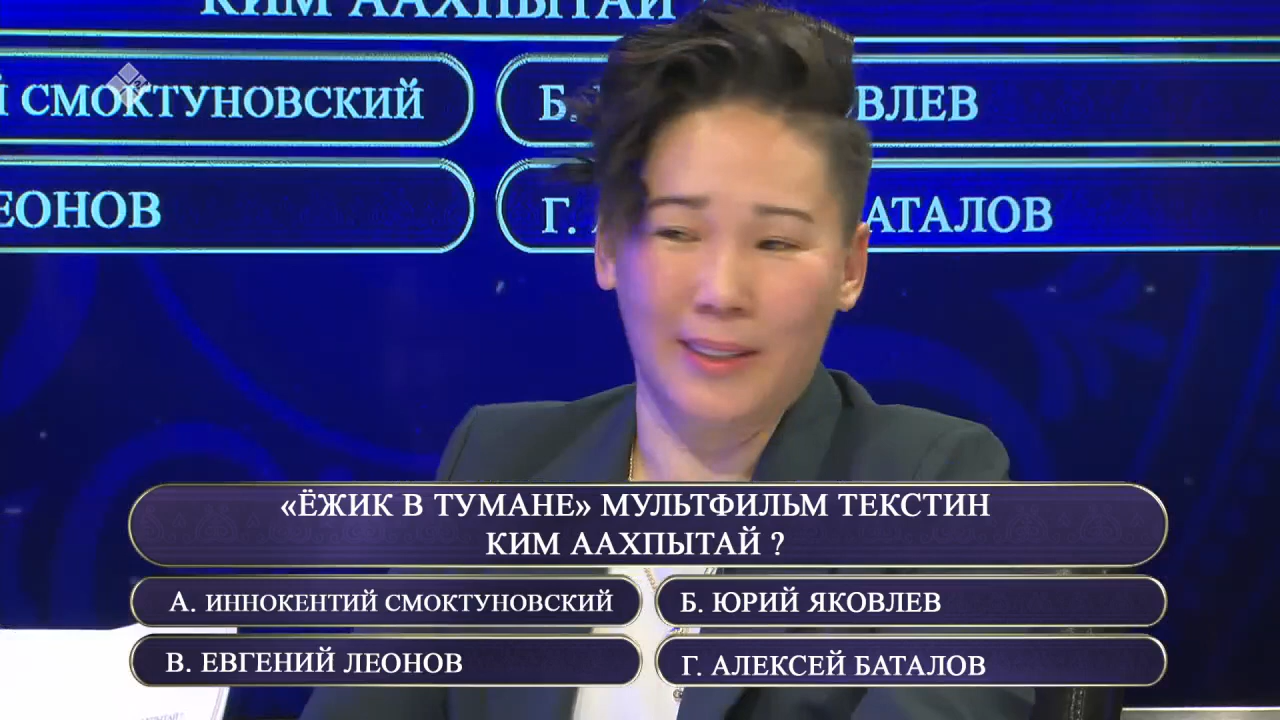 КИМ ААХПЫТАЙ ?
Й СМОКТУНОВСКИЙ
Б. ОВЛЕВ
ЕОНОВ
Г. БАТАЛОВ
«ЁЖИК В ТУМАНЕ» МУЛЬТФИЛЬМ ТЕКСТИН
КИМ ААХПЫТАЙ ?
А. ИННОКЕНТИЙ СМОКТУНОВСКИЙ
Б. ЮРИЙ ЯКОВЛЕВ
В. ЕВГЕНИЙ ЛЕОНОВ
Г. АЛЕКСЕЙ БАТАЛОВ